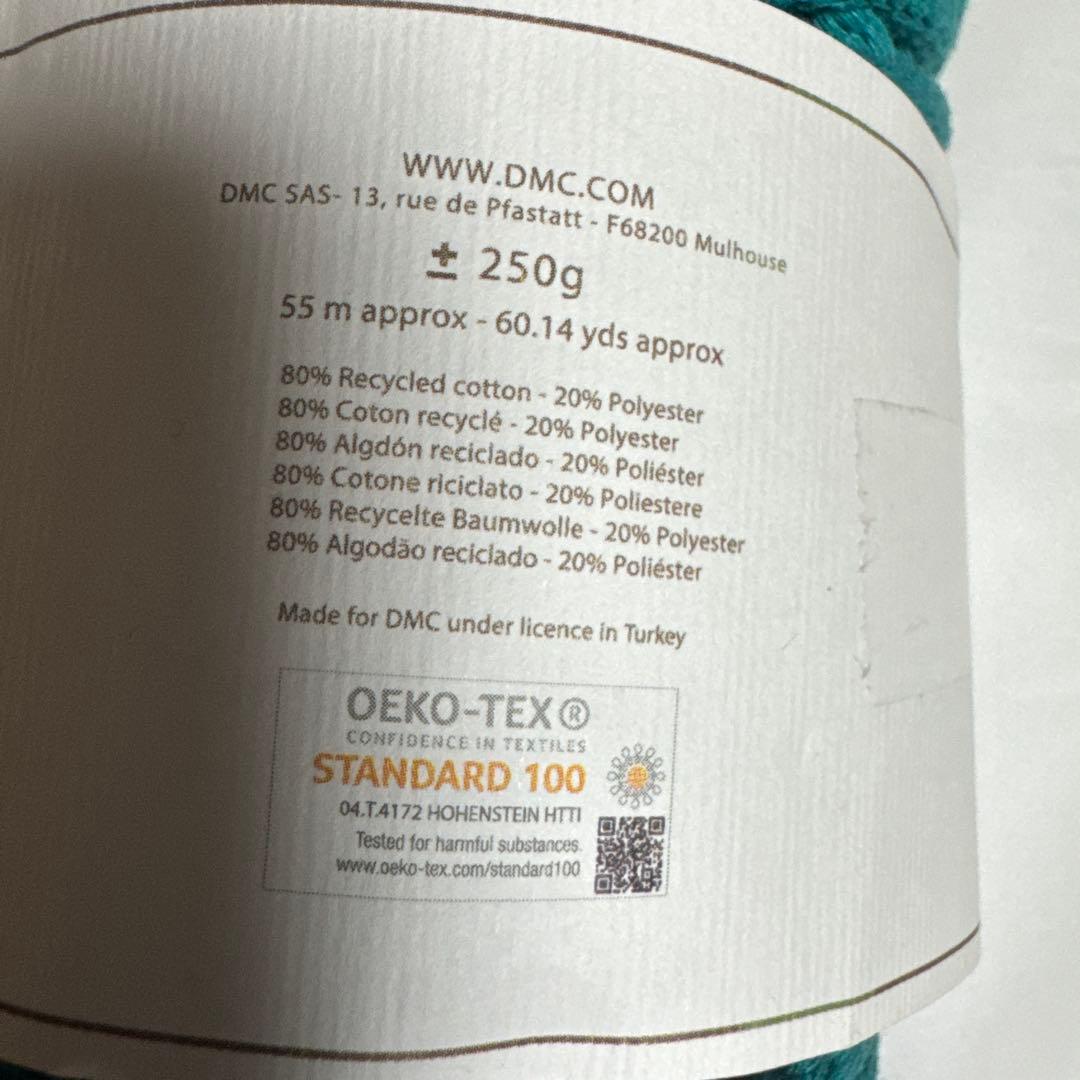 WWW.DMC.COM
DMC SAS- 13, rue de Pfastatt - F68200 Mulhouse
± 250g
55 m approx - 60.14 yds approx
80% Recycled cotton - 20% Polyester
80% Coton recyclé - 20% Polyester
80% Algdón reciclado - 20% Poliéster
80% Cotone riciclato - 20% Poliestere
80% Recycelte Baumwolle - 20% Polyester
80% Algodão reciclado - 20% Poliéster
Made for DMC under licence in Turkey
OEKO-TEX®
CONFIDENCE IN TEXTILES
STANDARD 100
04.T.4172 HOHENSTEIN HTTI
Tested for harmful substances.
www.oeko-tex.com/standard100